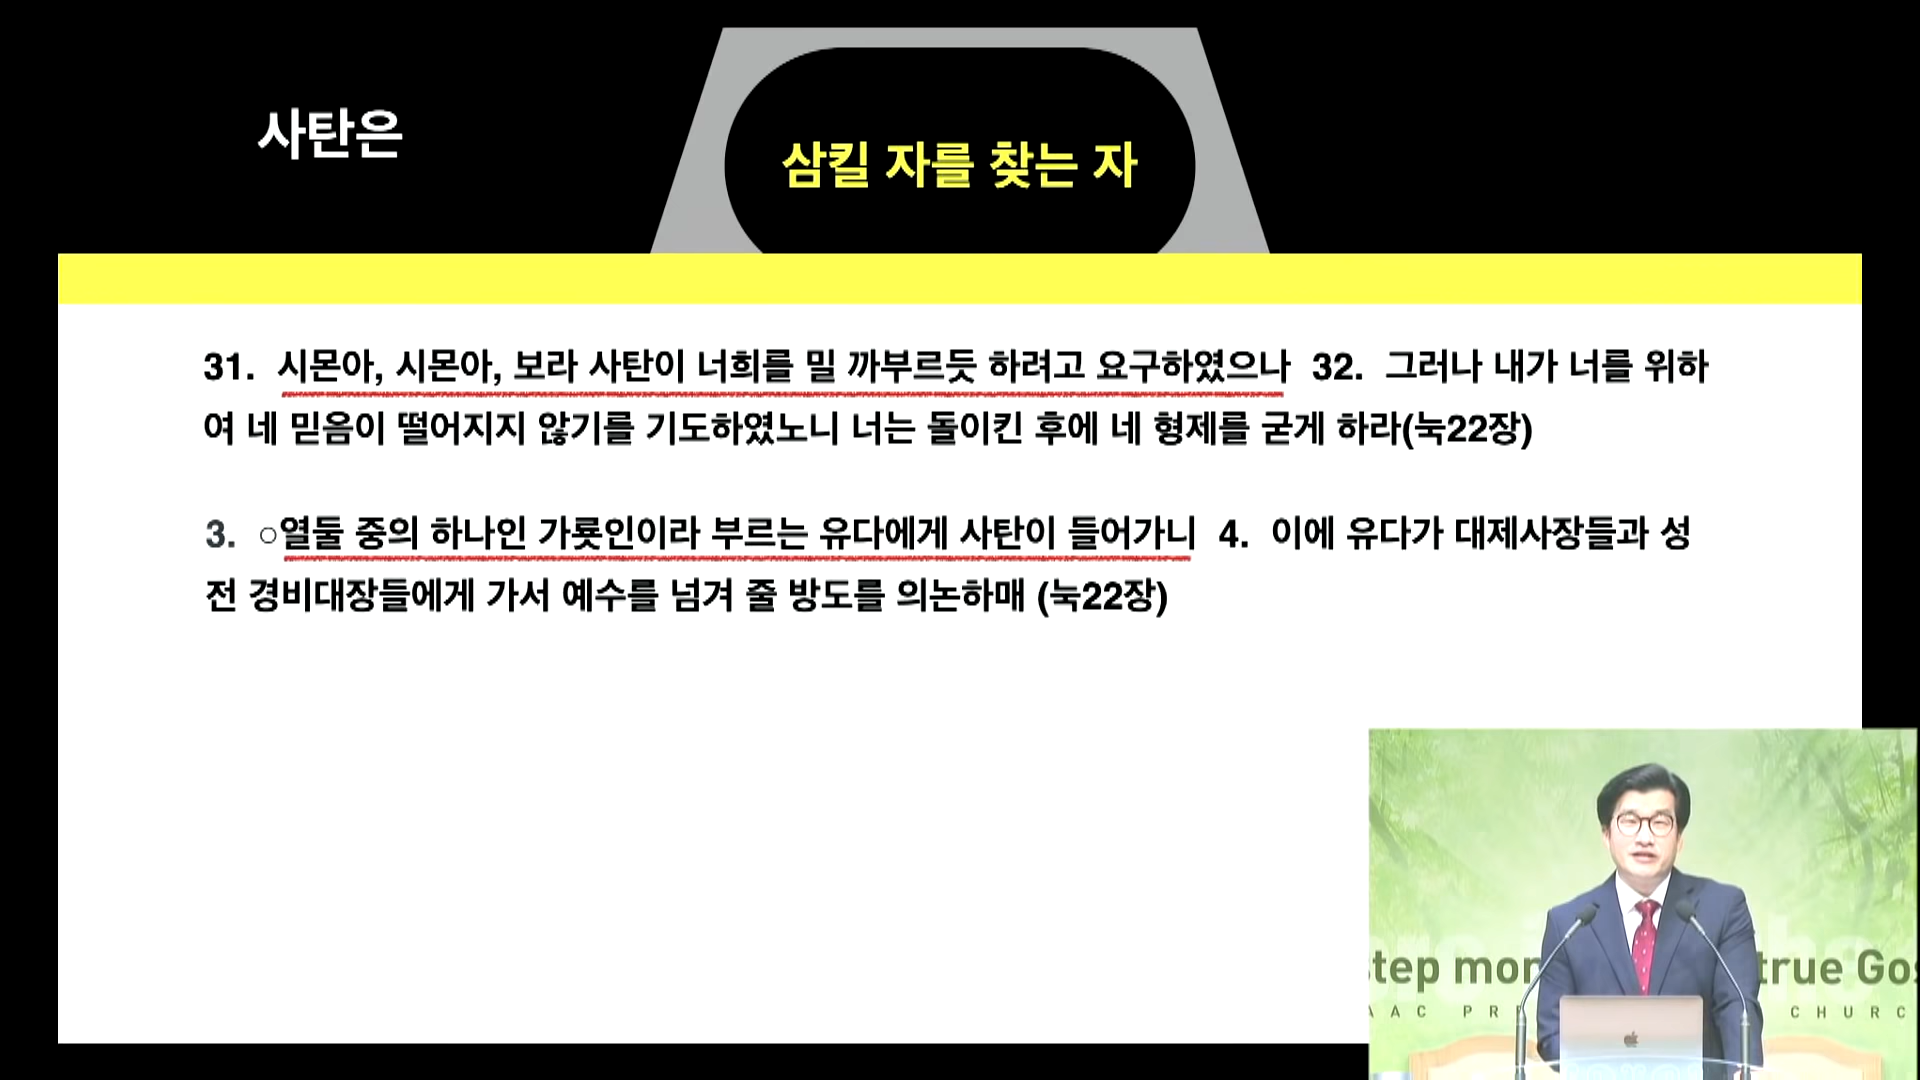 사탄은
삼킬 자를 찾는 자
31. 시몬아, 시몬아, 보라 사탄이 너희를 밀 까부르듯 하려고 요구하였으나 32. 그러나 내가 너를 위하
여 네 믿음이 떨어지지 않기를 기도하였노니 너는 돌이킨 후에 네 형제를 굳게 하라(눅22장)
3. ○열둘 중의 하나인 가룟인이라 부르는 유다에게 사탄이 들어가니 4. 이에 유다가 대제사장들과 성
전 경비대장들에게 가서 예수를 넘겨 줄 방도를 의논하매 (눅22장)
step mor true Gos
AAC PR CHURC